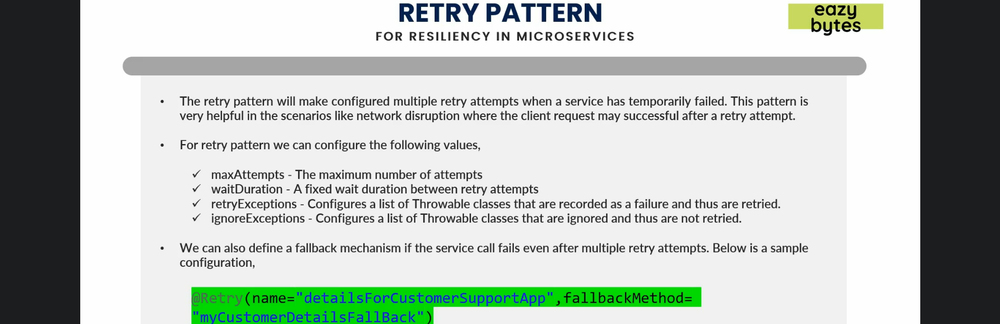 RETRY PATTERN
FOR RESILIENCY IN MICROSERVICES
eazy
bytes
• The retry pattern will make configured multiple retry attempts when a service has temporarily failed. This pattern is
very helpful in the scenarios like network disruption where the client request may successful after a retry attempt.
• For retry pattern we can configure the following values,
✓ maxAttempts - The maximum number of attempts
✓ waitDuration - A fixed wait duration between retry attempts
✓ retryExceptions - Configures a list of Throwable classes that are recorded as a failure and thus are retried.
✓ ignoreExceptions - Configures a list of Throwable classes that are ignored and thus are not retried.
• We can also define a fallback mechanism if the service call fails even after multiple retry attempts. Below is a sample
configuration,
@Retry(name="detailsForCustomerSupportApp",fallbackMethod=
"myCustomerDetailsFallBack")